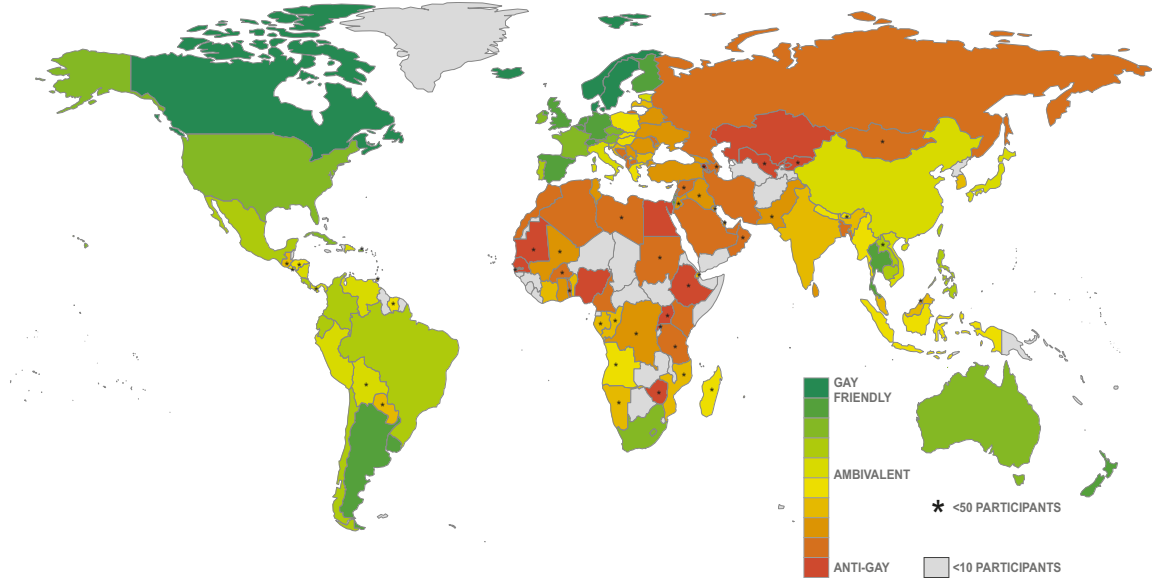 GAY
FRIENDLY
AMBIVALENT
* <50 PARTICIPANTS
ANTI-GAY
<10 PARTICIPANTS